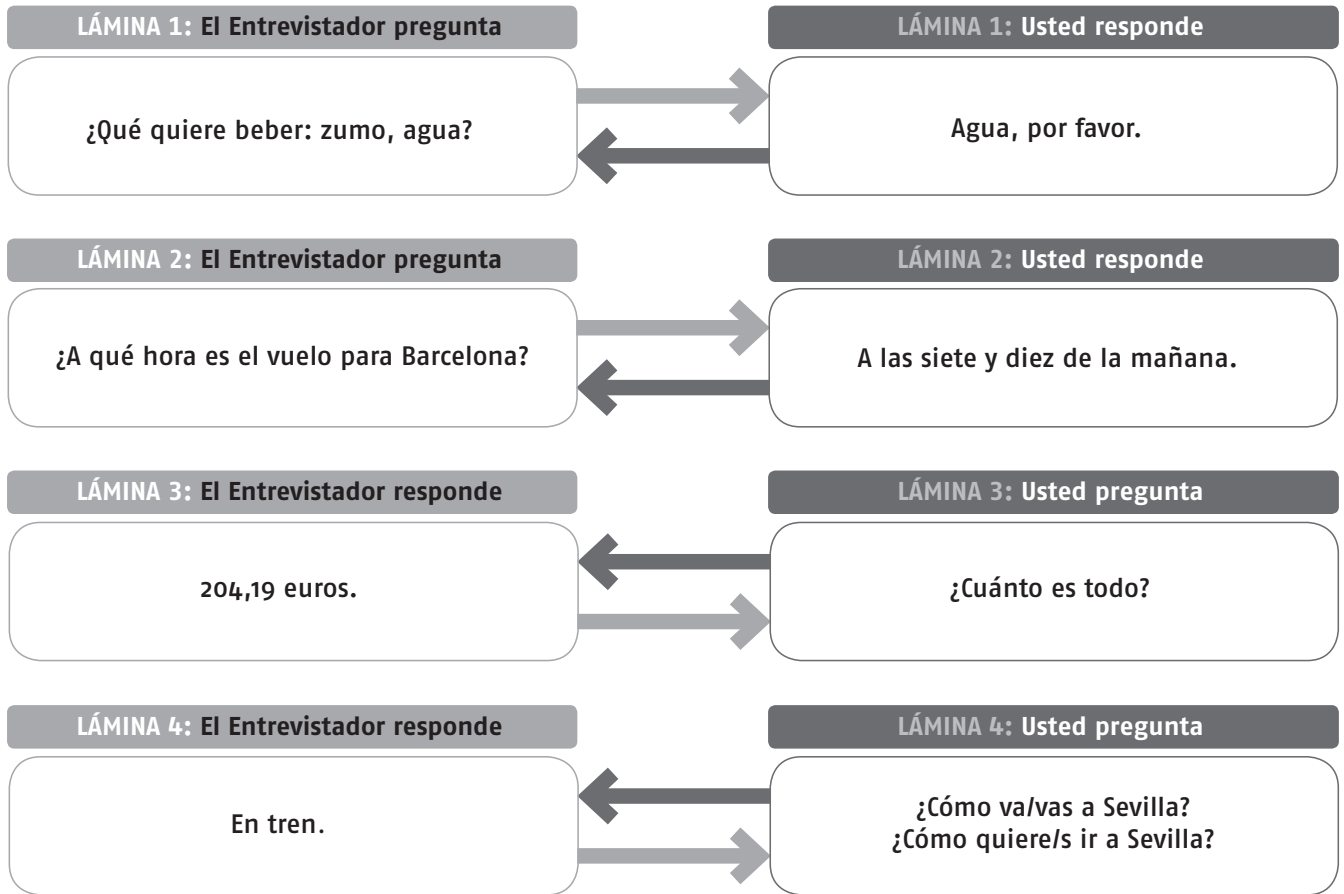 LÁMINA 1: El Entrevistador pregunta
LÁMINA 1: Usted responde
¿Qué quiere beber: zumo, agua?
Agua, por favor.
LÁMINA 2: El Entrevistador pregunta
LÁMINA 2: Usted responde
¿A qué hora es el vuelo para Barcelona?
A las siete y diez de la mañana.
LÁMINA 3: El Entrevistador responde
LÁMINA 3: Usted pregunta
204,19 euros.
¿Cuánto es todo?
LÁMINA 4: El Entrevistador responde
LÁMINA 4: Usted pregunta
En tren.
¿Cómo va/vas a Sevilla?
¿Cómo quiere/s ir a Sevilla?